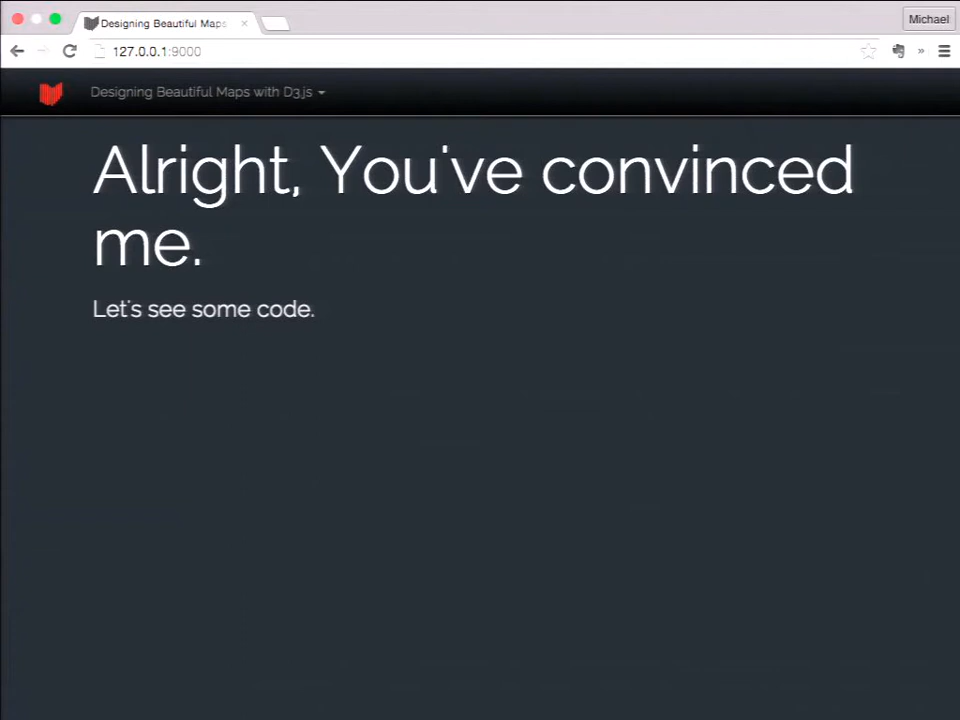 Designing Beautiful Maps
Michael
127.0.0.1:9000
»
Designing Beautiful Maps with D3.js
Alright, You've convinced
me.
Let's see some code.